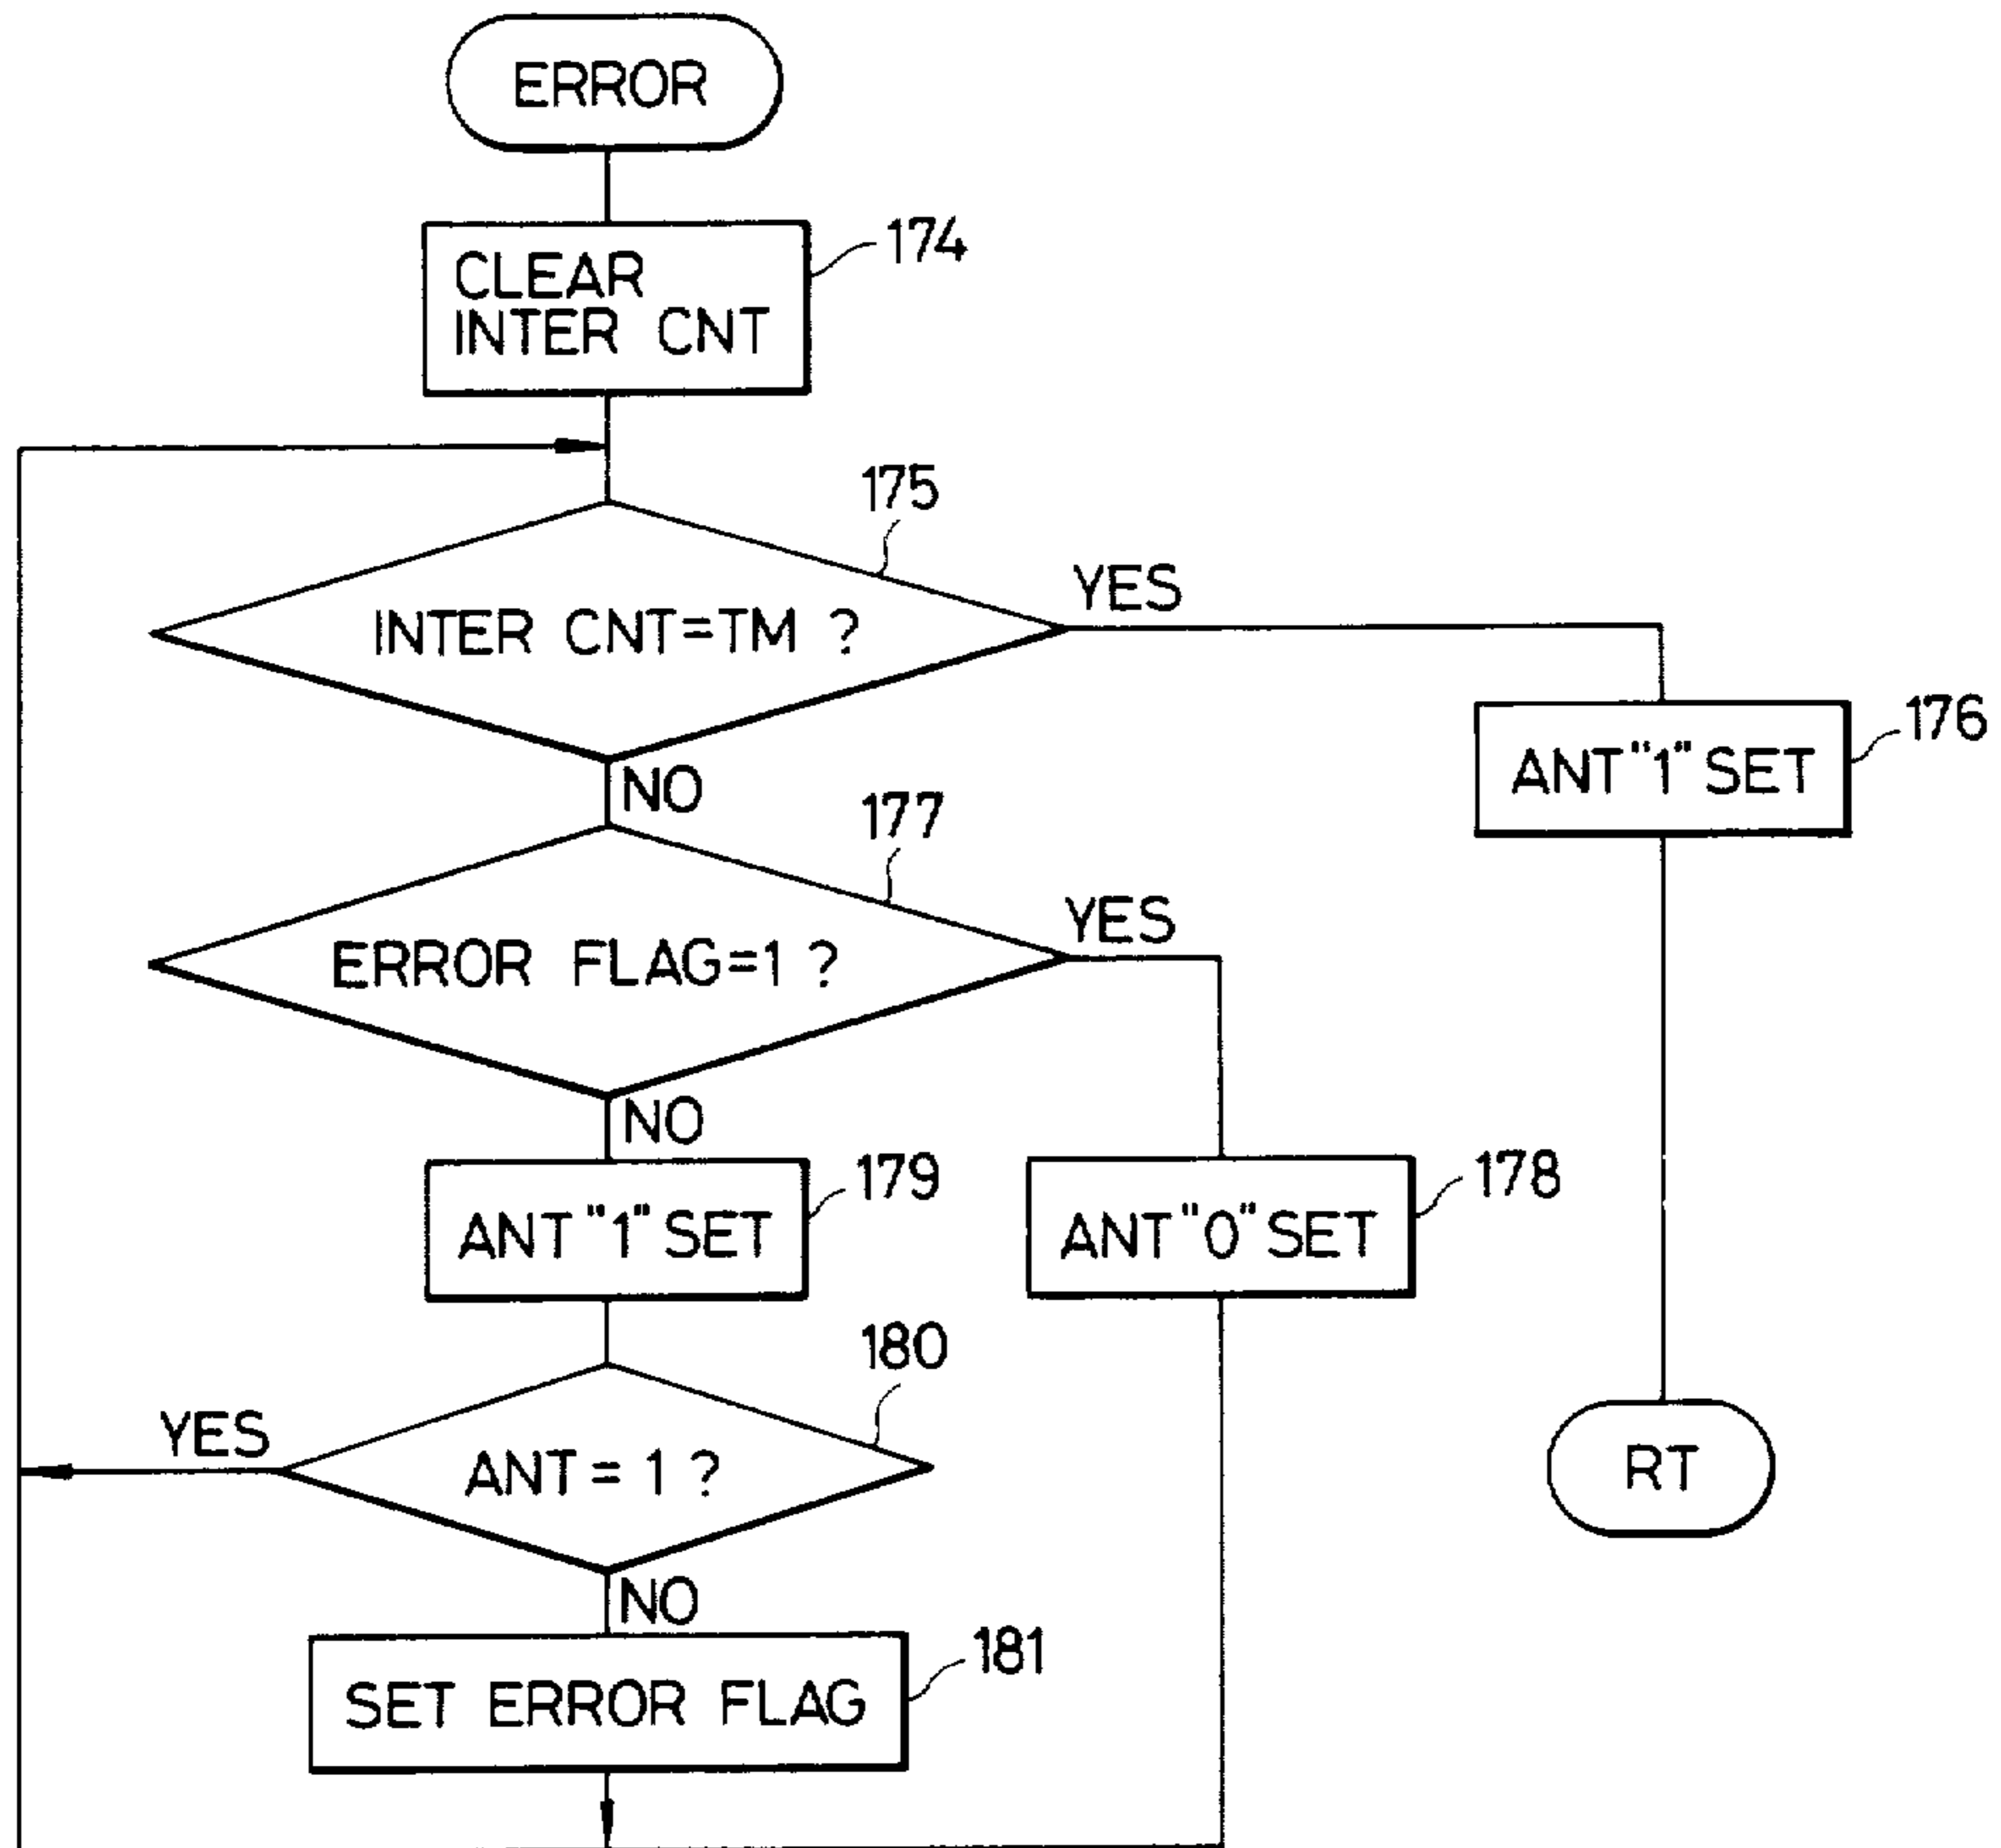 ERROR
CLEAR
INTER CNT
174
175
INTER CNT=TM ?
YES
NO
176
ANT "1" SET
177
ERROR FLAG=1 ?
YES
NO
179
ANT "1" SET
178
ANT "0" SET
180
ANT = 1 ?
YES
NO
RT
181
SET ERROR FLAG